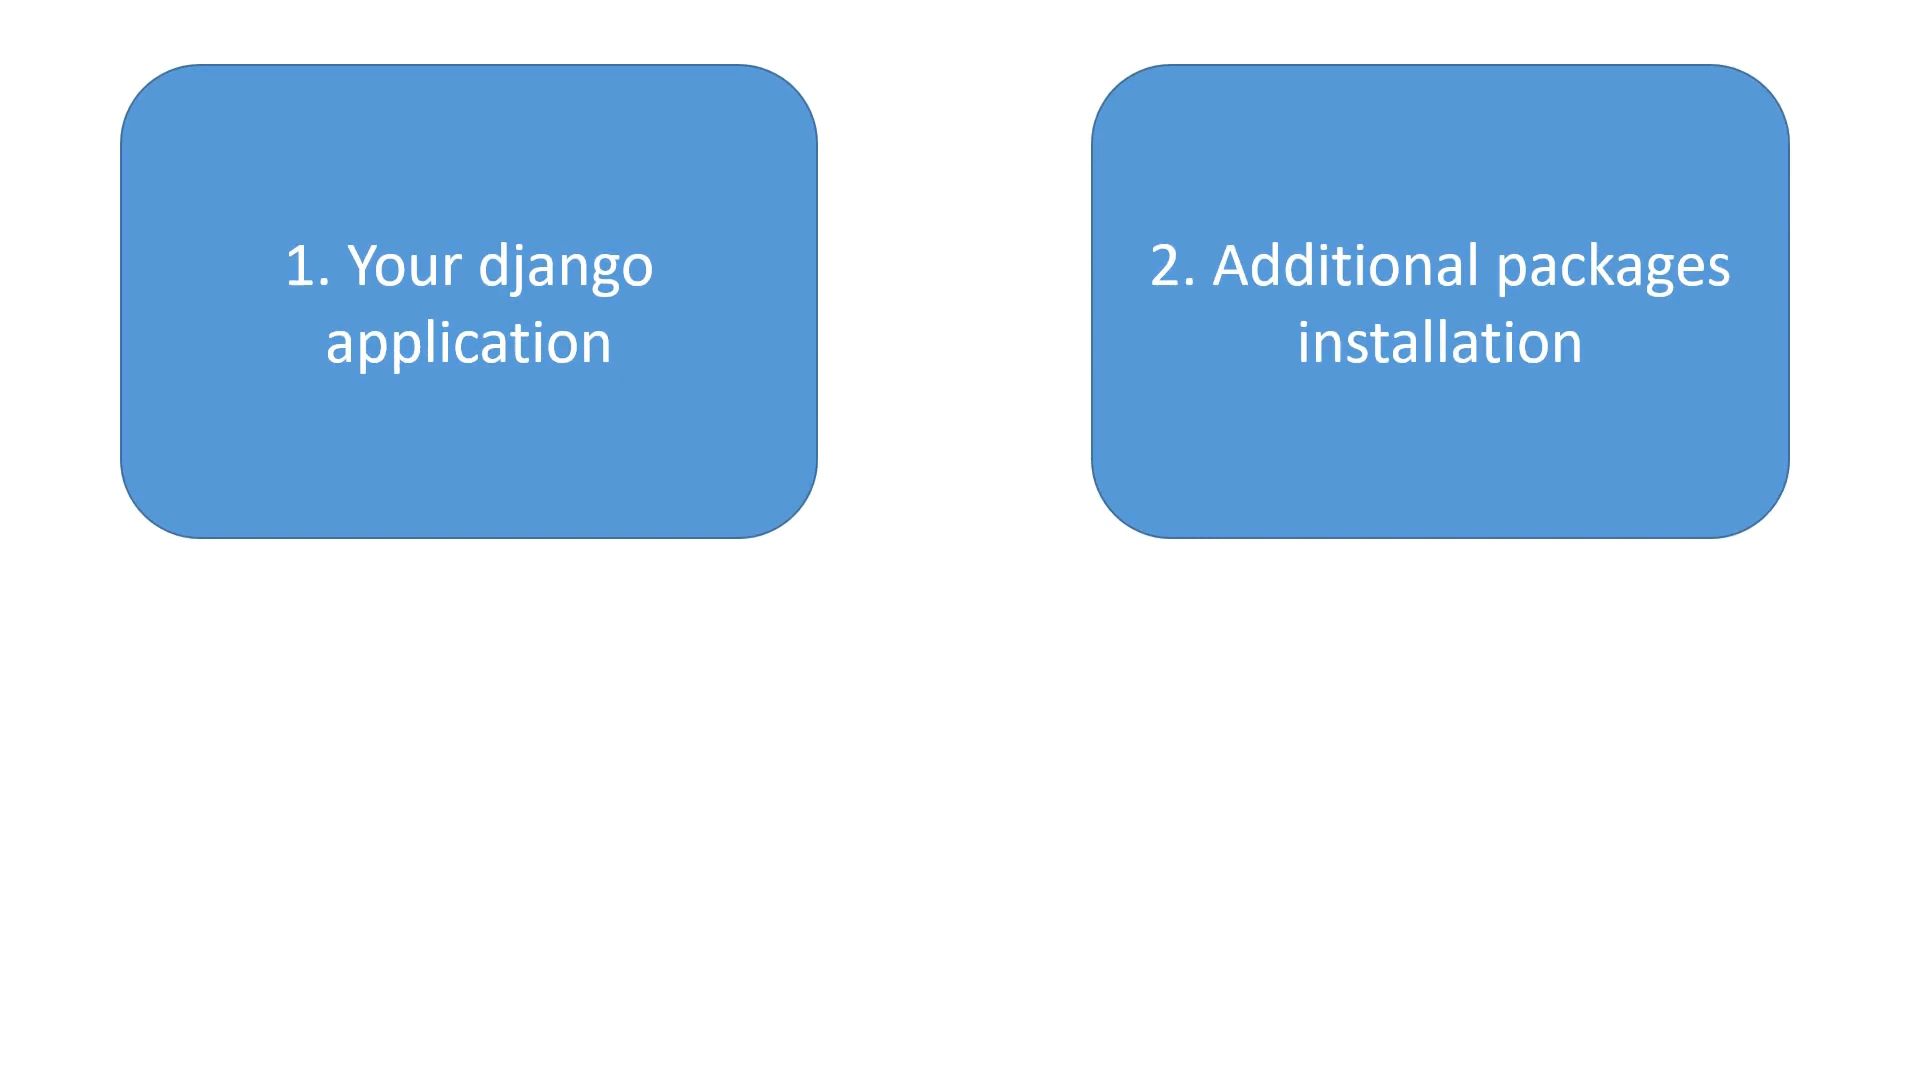 1. Your django
application
2. Additional packages
installation